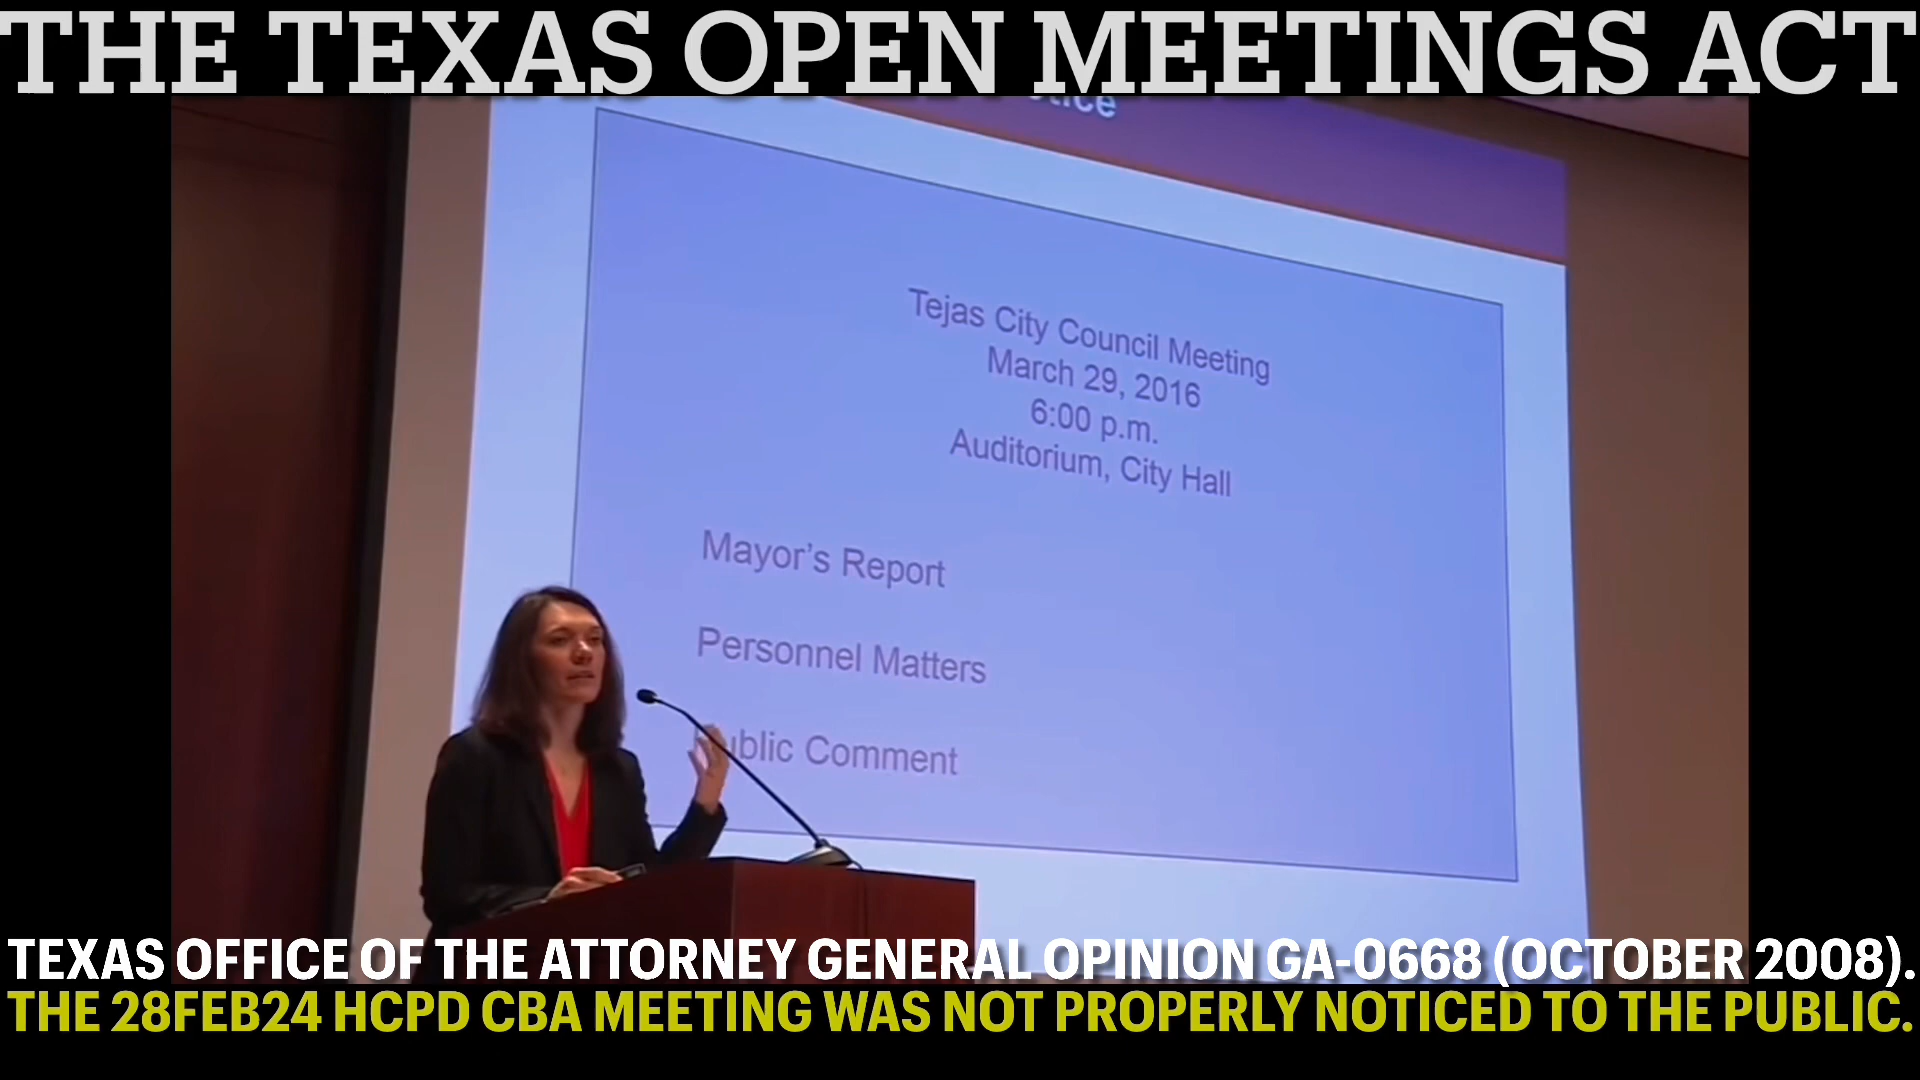 THE TEXAS OPEN MEETINGS ACT
Tejas City Council Meeting
March 29, 2016
6:00 p.m.
Auditorium, City Hall
Mayor's Report
Personnel Matters
Public Comment
TEXAS OFFICE OF THE ATTORNEY GENERAL OPINION GA-0668 (OCTOBER 2008).
THE 28FEB24 HCPD CBA MEETING WAS NOT PROPERLY NOTICED TO THE PUBLIC.